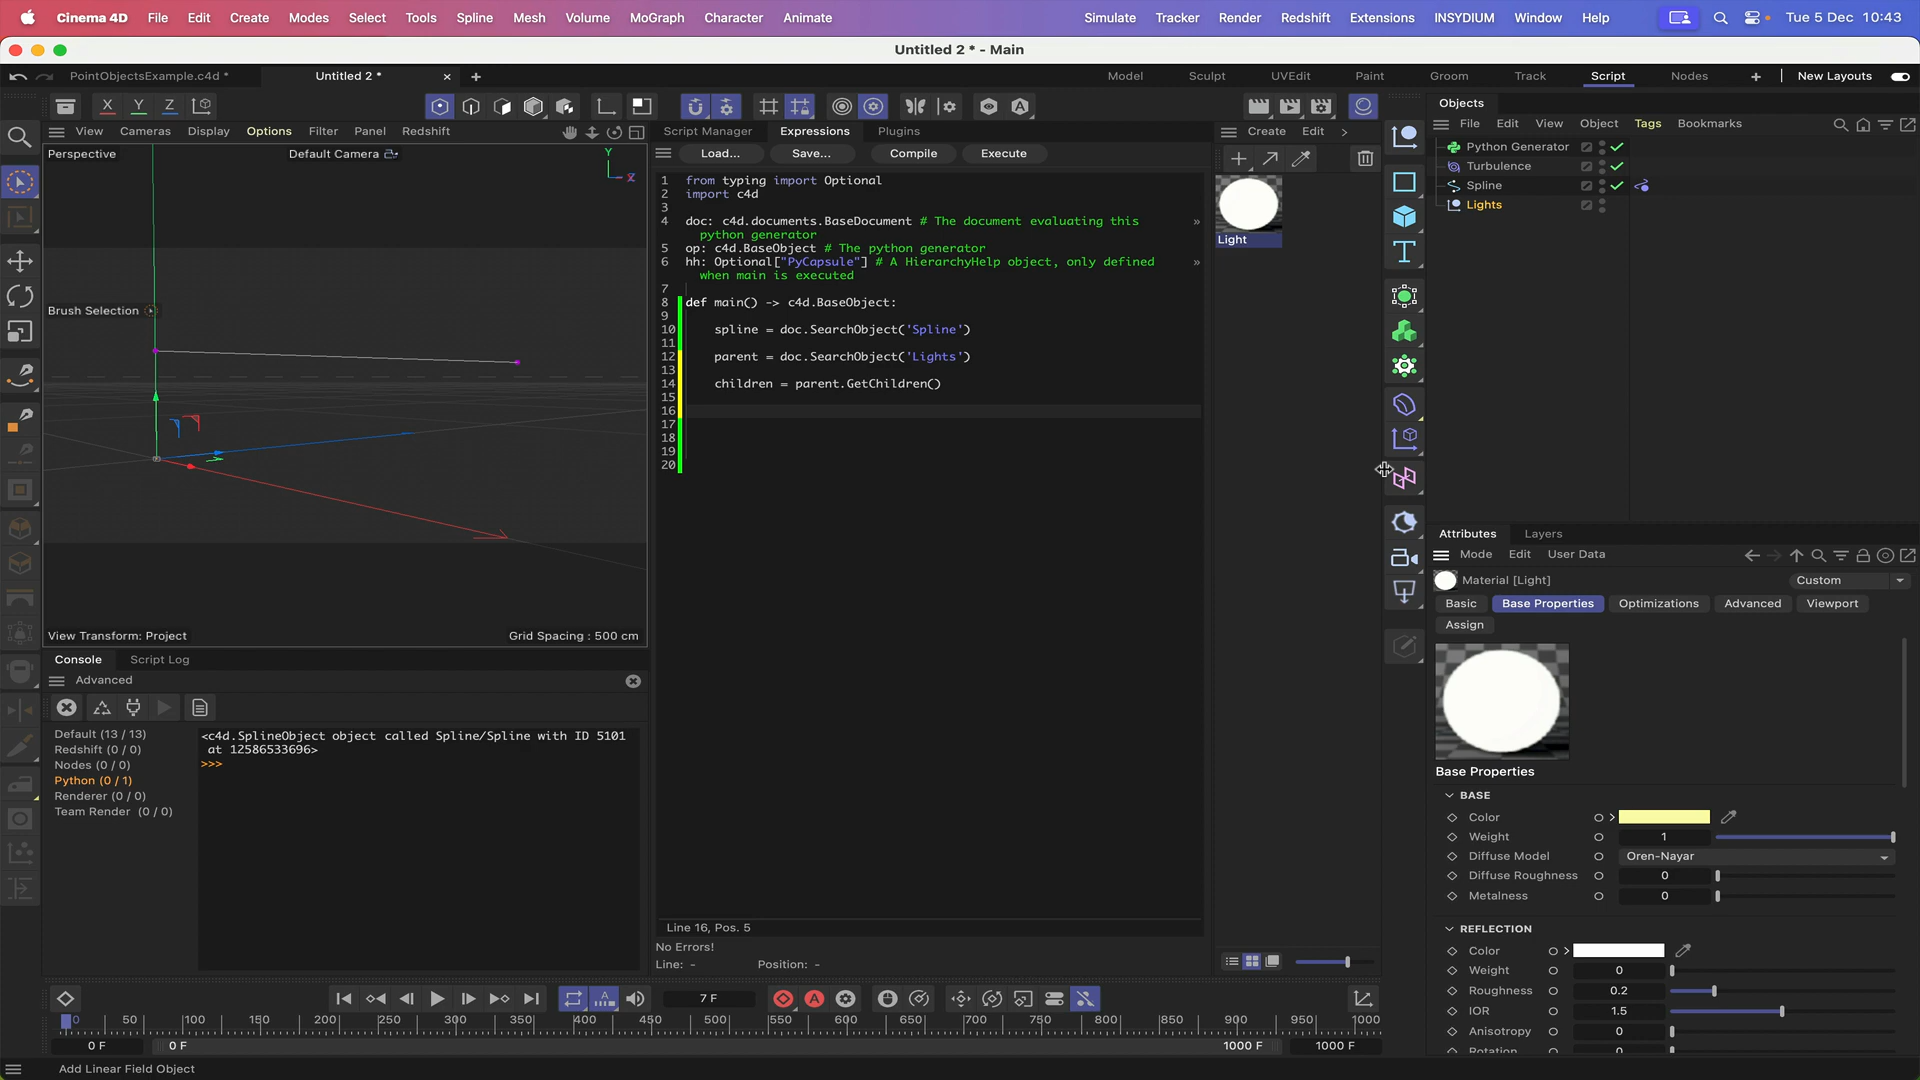 Cinema 4D File Edit Create Modes Select Tools Spline Mesh Volume MoGraph Character Animate Simulate Tracker Render Redshift Extensions INSYDIUM Window Help Tue 5 Dec 10:43
Untitled 2 * - Main
PointObjectsExample.c4d * Untitled 2 * × + Model Sculpt UVEdit Paint Groom Track Script Nodes + New Layouts
X Y Z
Objects
View Cameras Display Options Filter Panel Redshift
Script Manager Expressions Plugins
Create Edit >
File Edit View Object Tags Bookmarks
Perspective Default Camera Y Z
Load... Save... Compile Execute
Python Generator
Turbulence
Spline
Lights
Light
1 from typing import Optional
2 import c4d
3
4 doc: c4d.documents.BaseDocument # The document evaluating this »
python generator
5 op: c4d.BaseObject # The python generator
6 hh: Optional["PyCapsule"] # A HierarchyHelp object, only defined »
when main is executed
7
8 def main() -> c4d.BaseObject:
9
10 spline = doc.SearchObject('Spline')
11
12 parent = doc.SearchObject('Lights')
13
14 children = parent.GetChildren()
15
16
17
18
19
20
Brush Selection
View Transform: Project Grid Spacing : 500 cm
Line 16, Pos. 5
No Errors!
Line: - Position: -
Console Script Log
Advanced
Default (13 / 13)
Redshift (0 / 0)
Nodes (0 / 0)
Python (0 / 1)
Renderer (0 / 0)
Team Render (0 / 0)
<c4d.SplineObject object called Spline/Spline with ID 5101
at 12586533696>
>>>
Attributes Layers
Mode Edit User Data
Material [Light] Custom
Basic Base Properties Optimizations Advanced Viewport
Assign
Base Properties
BASE
Color
Weight 1
Diffuse Model Oren-Nayar
Diffuse Roughness 0
Metalness 0
REFLECTION
Color
Weight 0
Roughness 0.2
IOR 1.5
Anisotropy 0
Rotation 0
7 F
0 50 100 150 200 250 300 350 400 450 500 550 600 650 700 750 800 850 900 950 1000
0 F 0 F 1000 F 1000 F
Add Linear Field Object